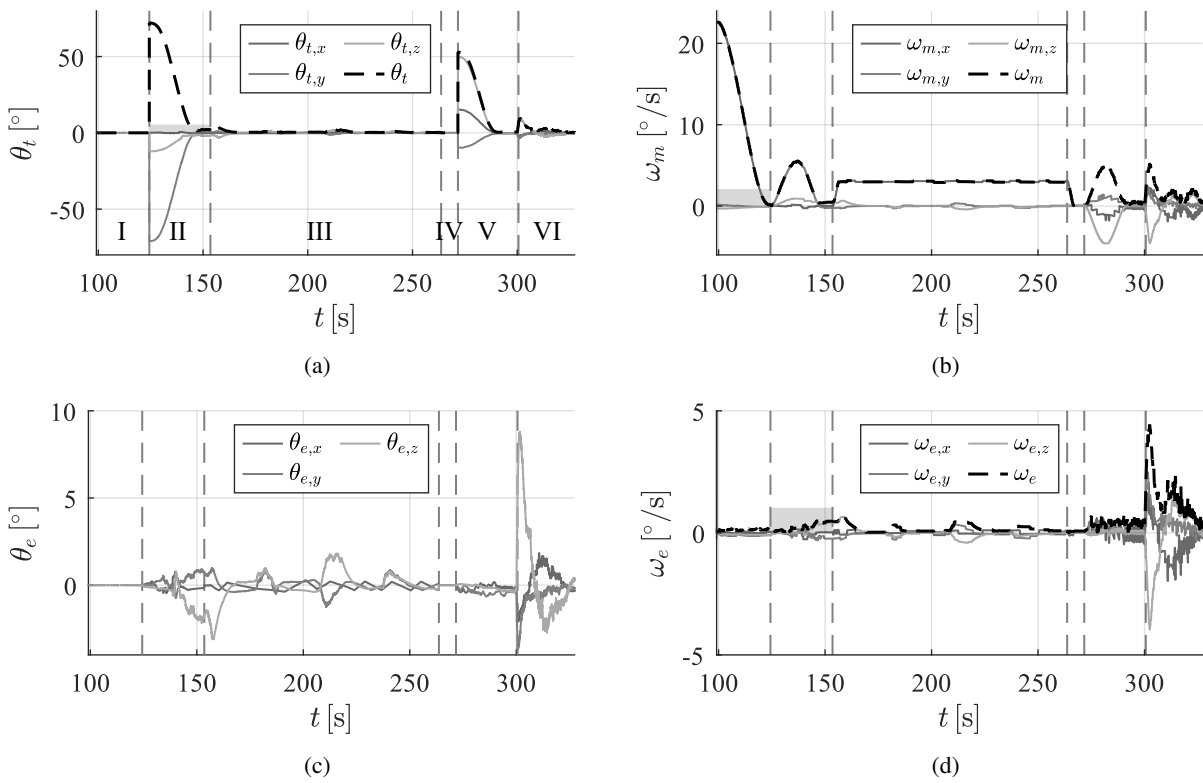 θt,x θt,z
θt,y θt
50
0
-50
θt [°]
I II III IV V VI
100 150 200 250 300
t [s]
(a)
ωm,x ωm,z
ωm,y ωm
20
10
0
ωm [°/s]
100 150 200 250 300
t [s]
(b)
θe,x θe,z
θe,y
10
5
0
θe [°]
100 150 200 250 300
t [s]
(c)
ωe,x ωe,z
ωe,y ωe
5
0
-5
ωe [°/s]
100 150 200 250 300
t [s]
(d)